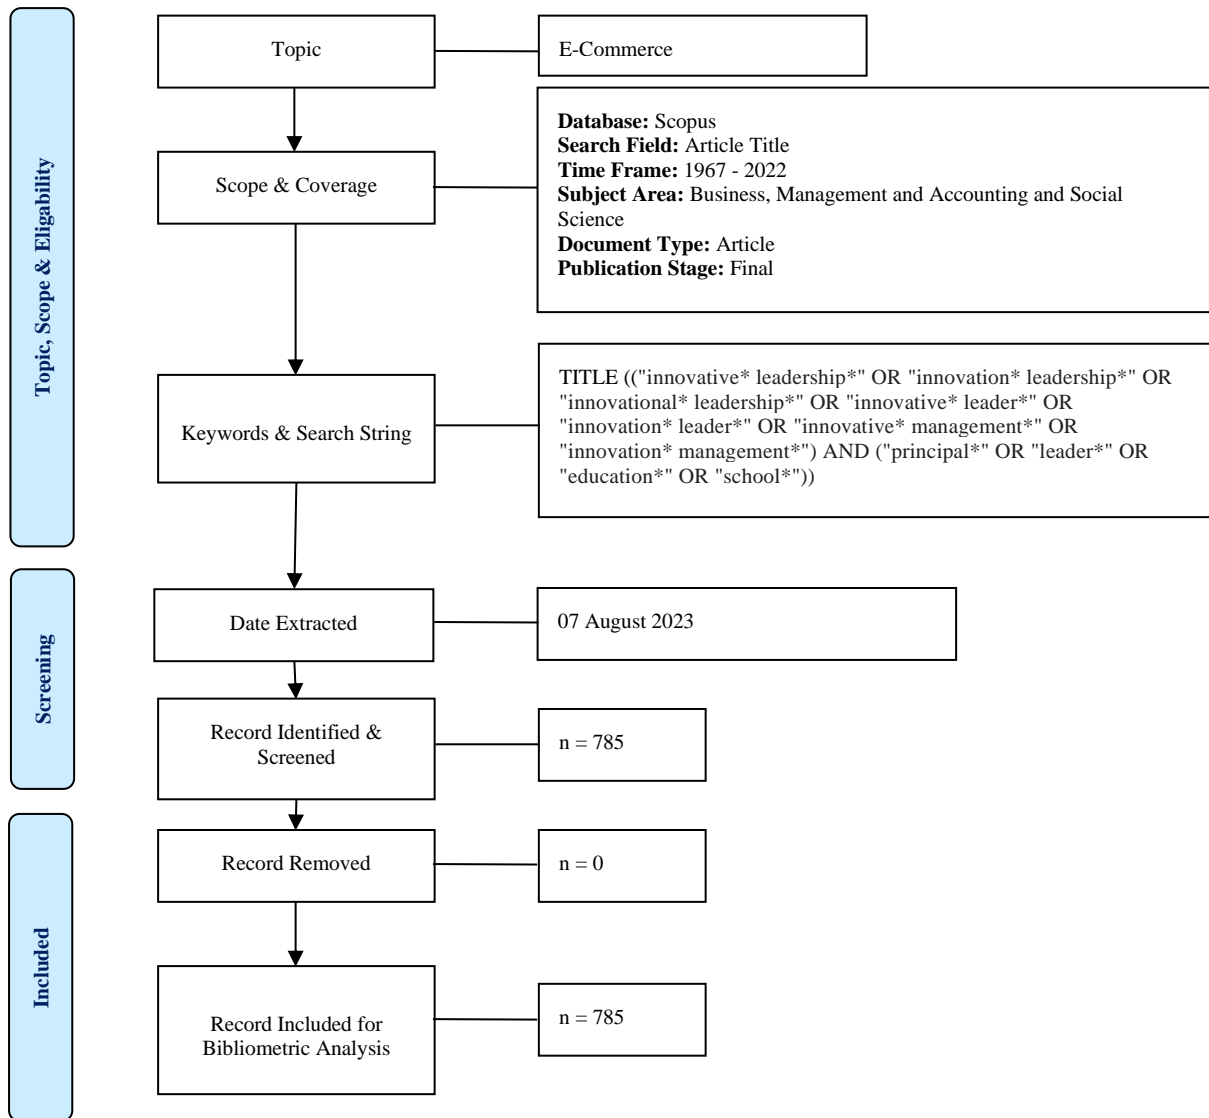 Topic, Scope & Eligability
Topic
E-Commerce
Scope & Coverage
Database: Scopus
Search Field: Article Title
Time Frame: 1967 - 2022
Subject Area: Business, Management and Accounting and Social
Science
Document Type: Article
Publication Stage: Final
Keywords & Search String
TITLE (("innovative* leadership*" OR "innovation* leadership*" OR
"innovational* leadership*" OR "innovative* leader*" OR
"innovation* leader*" OR "innovative* management*" OR
"innovation* management*") AND ("principal*" OR "leader*" OR
"education*" OR "school*"))
Screening
Date Extracted
07 August 2023
Record Identified &
Screened
n = 785
Included
Record Removed
n = 0
Record Included for
Bibliometric Analysis
n = 785